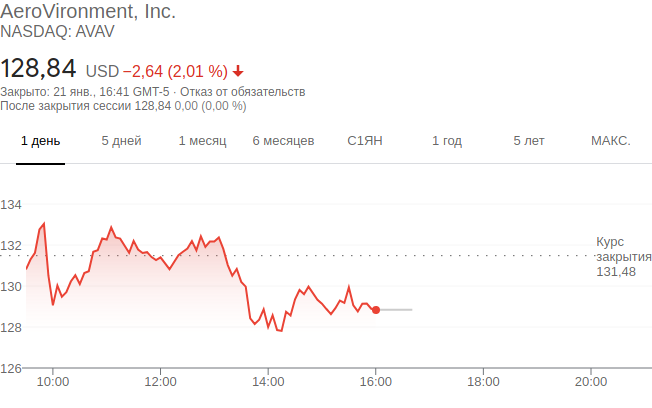 AeroVironment, Inc.
NASDAQ: AVAV
128,84 USD −2,64 (2,01 %)
Закрыто: 21 янв., 16:41 GMT-5 · Отказ от обязательств
После закрытия сессии 128,84 0,00 (0,00 %)
1 день 5 дней 1 месяц 6 месяцев С1ЯН 1 год 5 лет МАКС.
134
132
130
128
126
Курс
закрытия
131,48
10:00 12:00 14:00 16:00 18:00 20:00